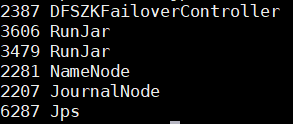 2387 DFSZKFailoverController
3606 RunJar
3479 RunJar
2281 NameNode
2207 JournalNode
6287 Jps